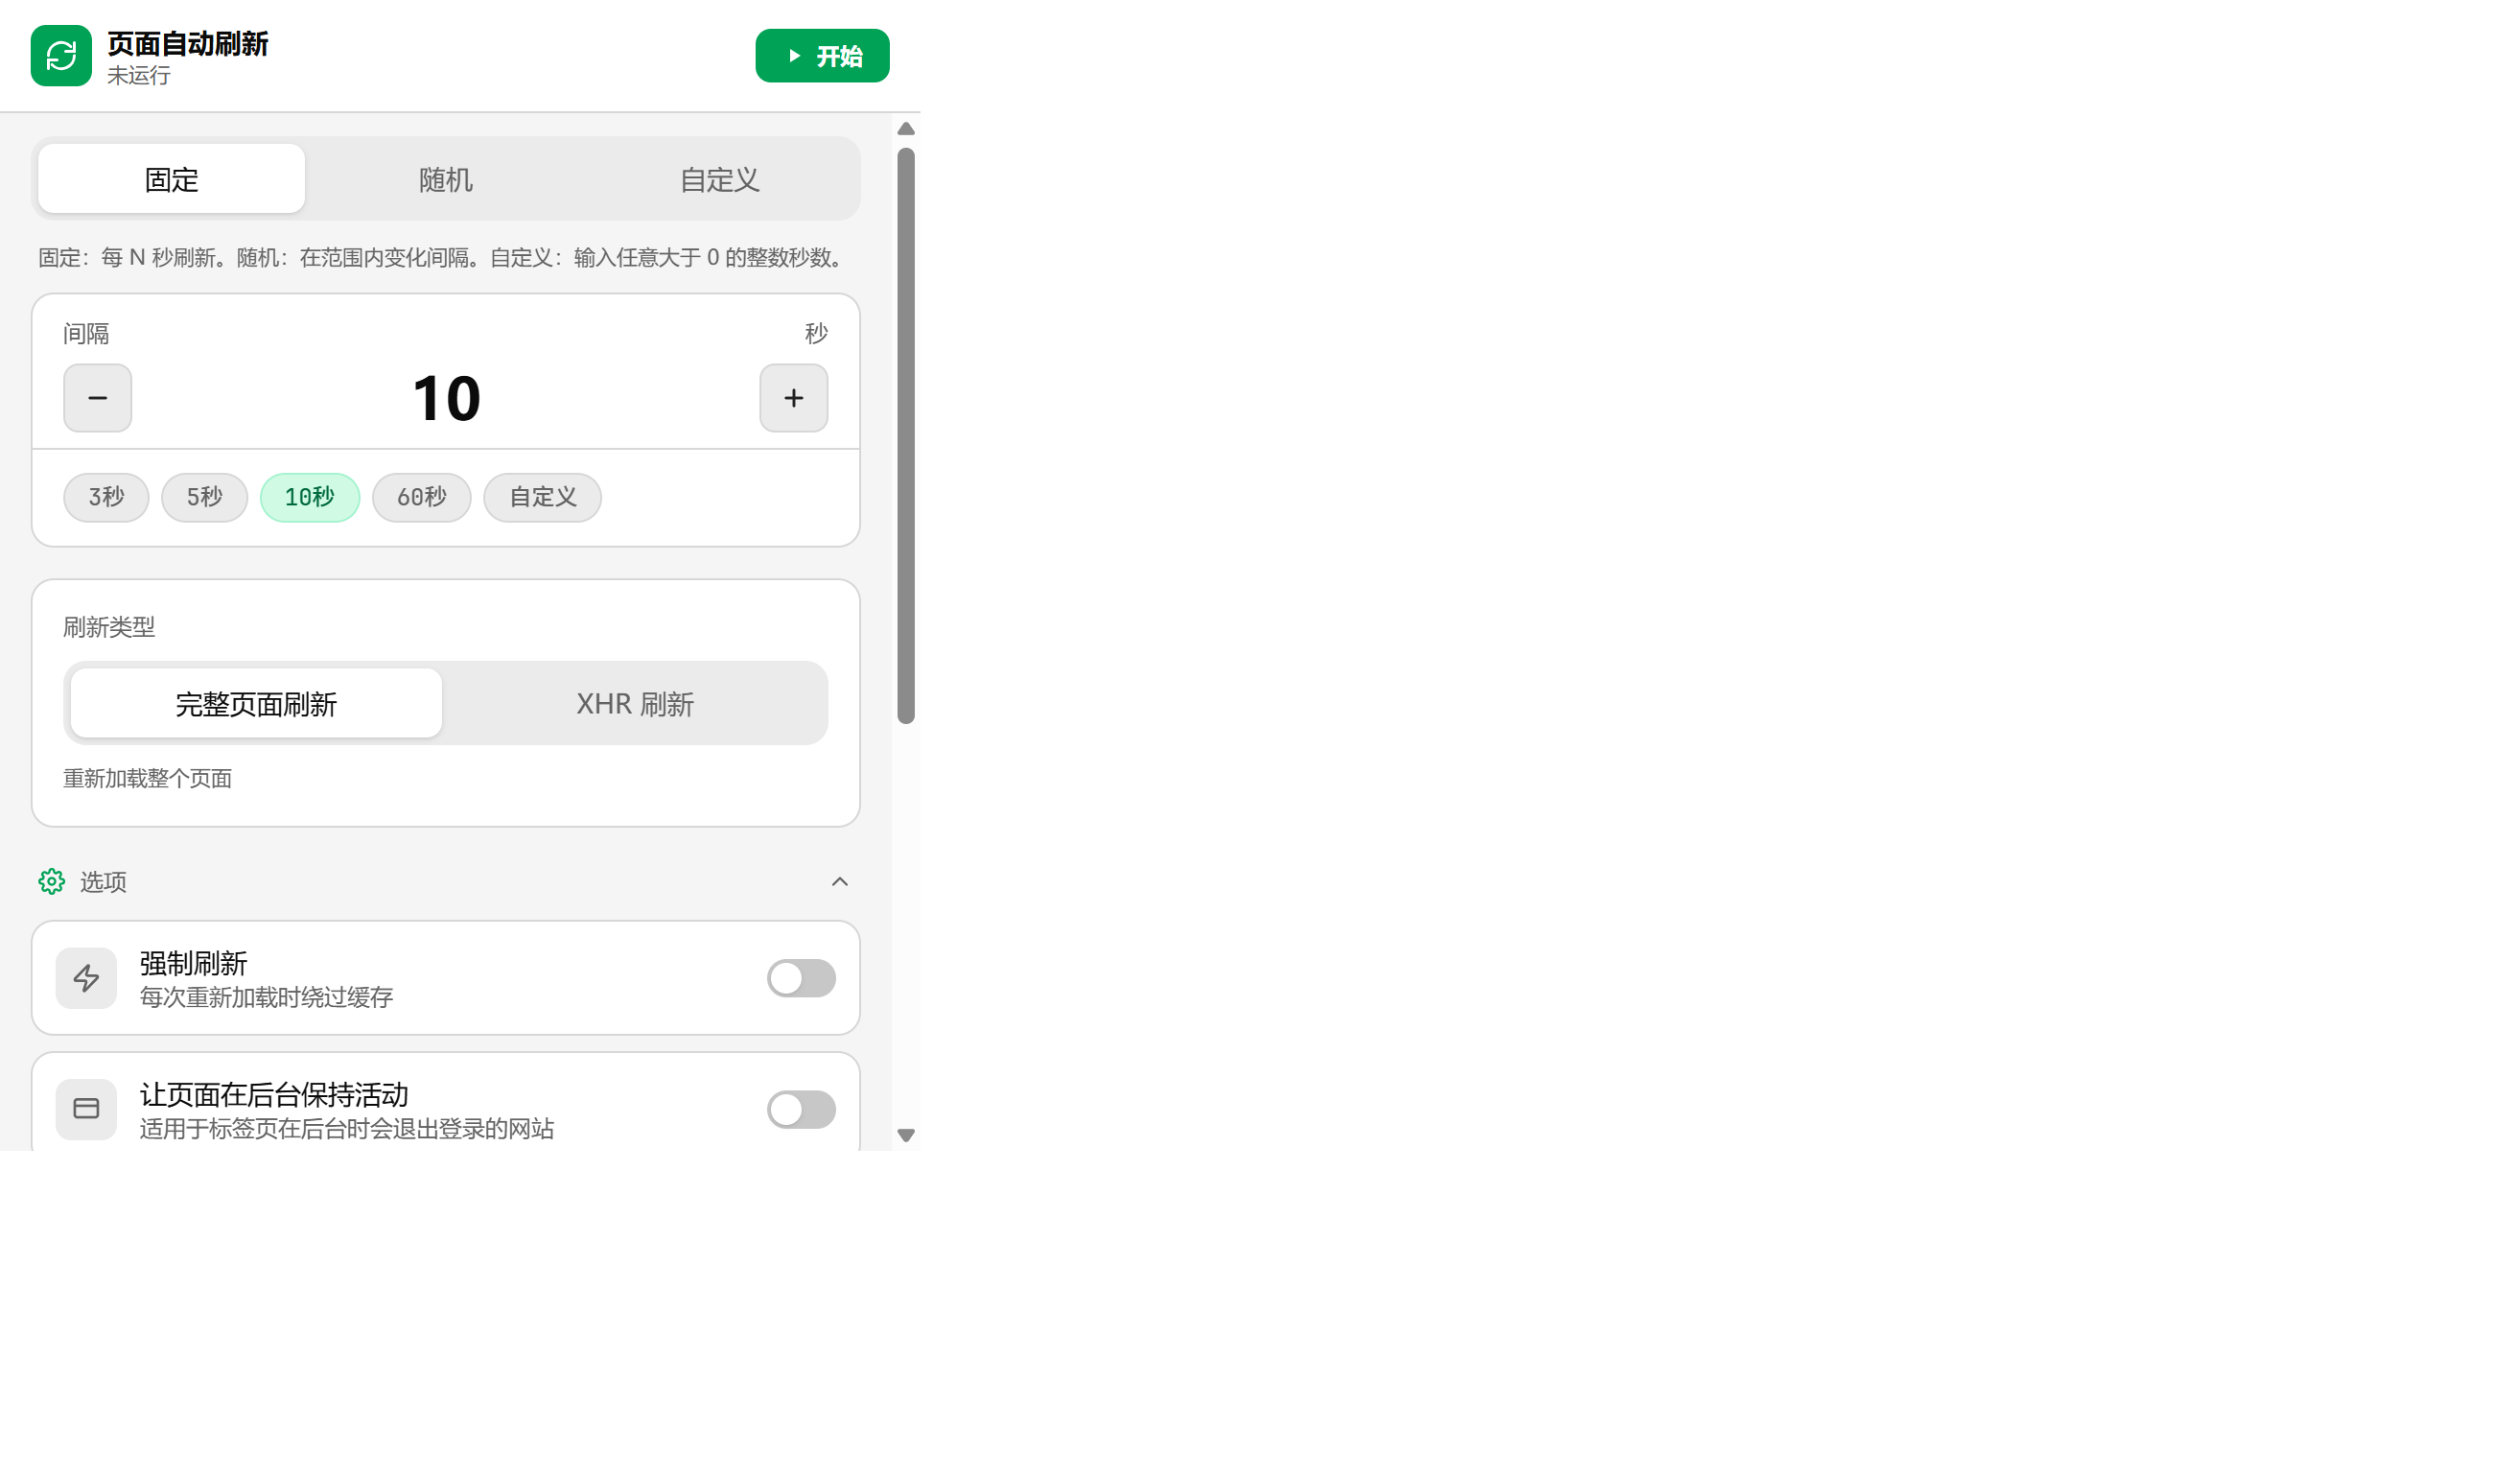 页面自动刷新
未运行
开始
固定
随机
自定义
固定：每 N 秒刷新。随机：在范围内变化间隔。自定义：输入任意大于 0 的整数秒数。
间隔
秒
10
3秒
5秒
10秒
60秒
自定义
刷新类型
完整页面刷新
XHR 刷新
重新加载整个页面
选项
强制刷新
每次重新加载时绕过缓存
让页面在后台保持活动
适用于标签页在后台时会退出登录的网站